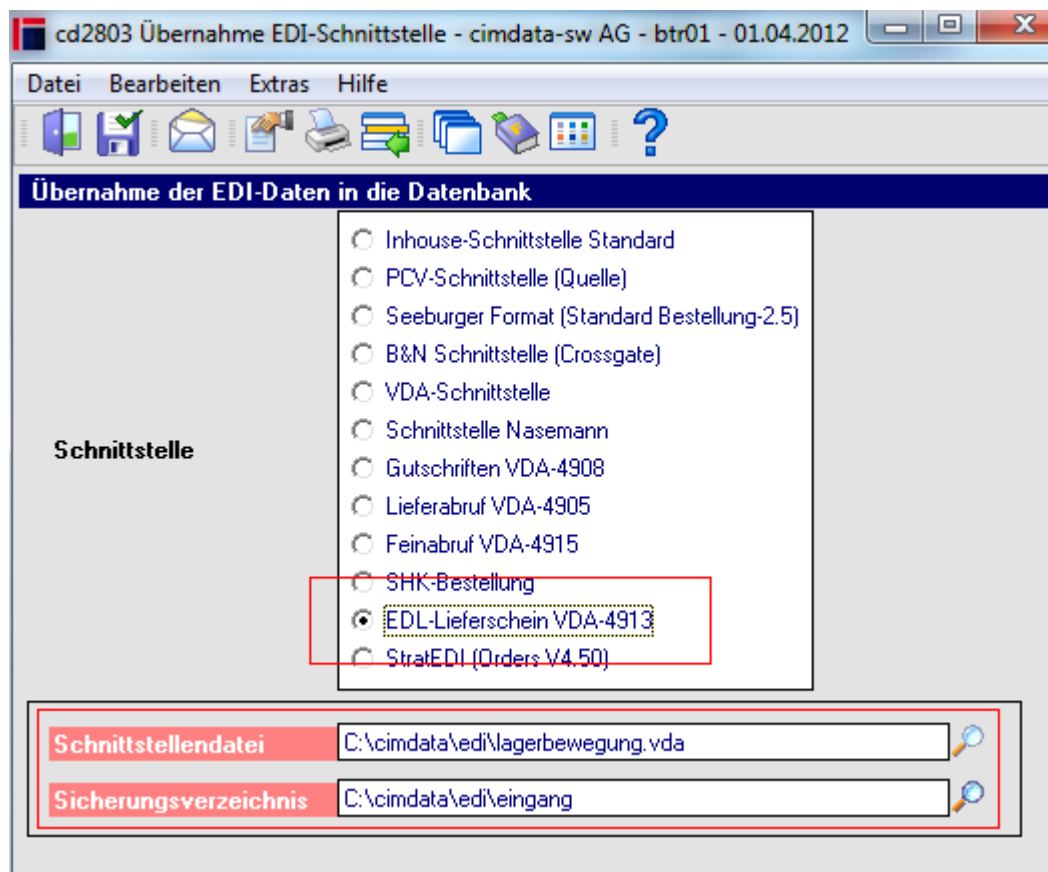 cd2803 Übernahme EDI-Schnittstelle - cimdata-sw AG - btr01 - 01.04.2012
Datei Bearbeiten Extras Hilfe
Übernahme der EDI-Daten in die Datenbank
Schnittstelle
Inhouse-Schnittstelle Standard
PCV-Schnittstelle (Quelle)
Seeburger Format (Standard Bestellung-2.5)
B&N Schnittstelle (Crossgate)
VDA-Schnittstelle
Schnittstelle Nasemann
Gutschriften VDA-4908
Lieferabruf VDA-4905
Feinabruf VDA-4915
SHK-Bestellung
EDL-Lieferschein VDA-4913
StratEDI (Orders V4.50)
Schnittstellendatei C:\cimdata\edi\lagerbewegung.vda
Sicherungsverzeichnis C:\cimdata\edi\eingang